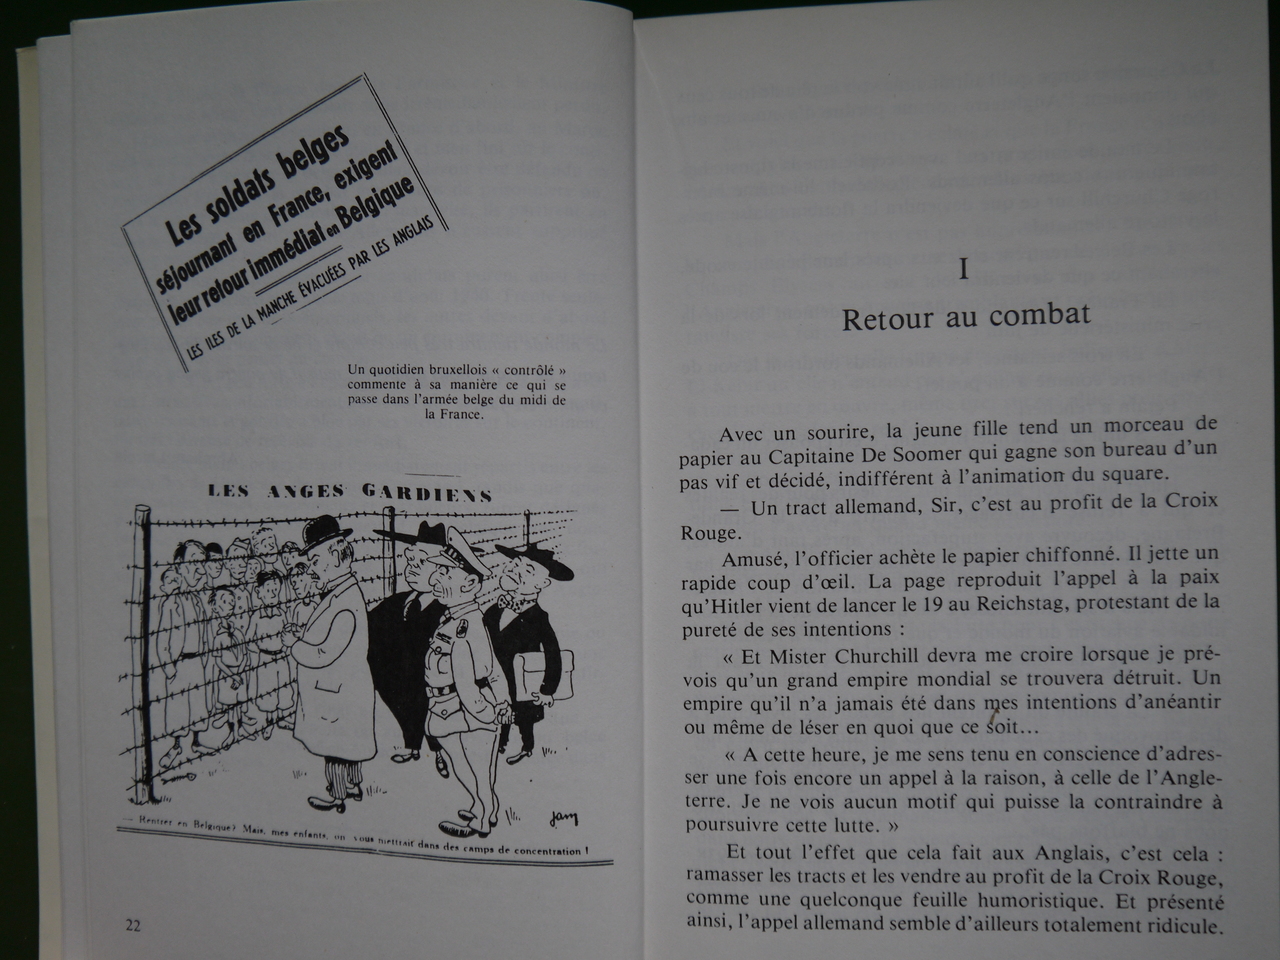 Les soldats belges
séjournant en France, exigent
leur retour immédiat en Belgique
LES ILES DE LA MANCHE ÉVACUÉES PAR LES ANGLAIS
Un quotidien bruxellois « contrôlé »
commente à sa manière ce qui se
passe dans l'armée belge du midi de
la France.
LES ANGES GARDIENS
Jam
— Rentrer en Belgique? Mais, mes enfants, on vous mettrait dans des camps de concentration !
22
I
Retour au combat
Avec un sourire, la jeune fille tend un morceau de
papier au Capitaine De Soomer qui gagne son bureau d'un
pas vif et décidé, indifférent à l'animation du square.
— Un tract allemand, Sir, c'est au profit de la Croix
Rouge.
Amusé, l'officier achète le papier chiffonné. Il jette un
rapide coup d'œil. La page reproduit l'appel à la paix
qu'Hitler vient de lancer le 19 au Reichstag, protestant de la
pureté de ses intentions :
« Et Mister Churchill devra me croire lorsque je pré-
vois qu'un grand empire mondial se trouvera détruit. Un
empire qu'il n'a jamais été dans mes intentions d'anéantir
ou même de léser en quoi que ce soit...
« A cette heure, je me sens tenu en conscience d'adres-
ser une fois encore un appel à la raison, à celle de l'Angle-
terre. Je ne vois aucun motif qui puisse la contraindre à
poursuivre cette lutte. »
Et tout l'effet que cela fait aux Anglais, c'est cela :
ramasser les tracts et les vendre au profit de la Croix Rouge,
comme une quelconque feuille humoristique. Et présenté
ainsi, l'appel allemand semble d'ailleurs totalement ridicule.